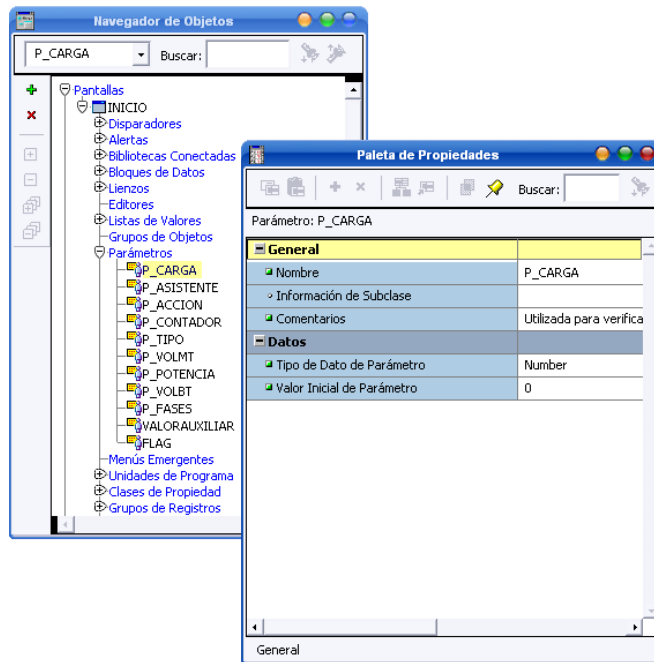 Navegador de Objetos
P_CARGA
Buscar:
Pantallas
INICIO
Disparadores
Alertas
Bibliotecas Conectadas
Bloques de Datos
Lienzos
Editores
Listas de Valores
Grupos de Objetos
Parámetros
P_CARGA
P_ASISTENTE
P_ACCION
P_CONTADOR
P_TIPO
P_VOLMT
P_POTENCIA
P_VOLBT
P_FASES
VALORAUXILIAR
FLAG
Menús Emergentes
Unidades de Programa
Clases de Propiedad
Grupos de Registros
Paleta de Propiedades
Buscar:
Parámetro: P_CARGA
General
Nombre P_CARGA
Información de Subclase
Comentarios Utilizada para verifica
Datos
Tipo de Dato de Parámetro Number
Valor Inicial de Parámetro 0
General